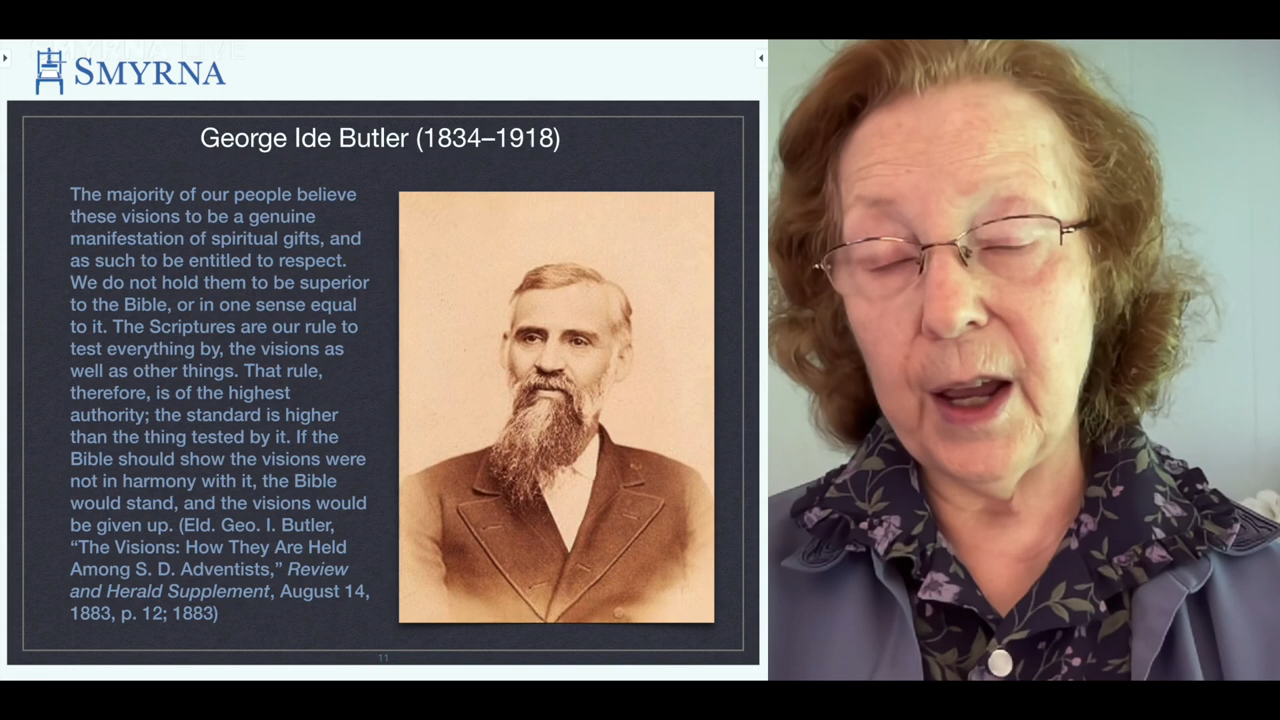 SMYRNA
George Ide Butler (1834–1918)
The majority of our people believe
these visions to be a genuine
manifestation of spiritual gifts, and
as such to be entitled to respect.
We do not hold them to be superior
to the Bible, or in one sense equal
to it. The Scriptures are our rule to
test everything by, the visions as
well as other things. That rule,
therefore, is of the highest
authority; the standard is higher
than the thing tested by it. If the
Bible should show the visions were
not in harmony with it, the Bible
would stand, and the visions would
be given up. (Eld. Geo. I. Butler,
“The Visions: How They Are Held
Among S. D. Adventists,” Review
and Herald Supplement, August 14,
1883, p. 12; 1883)
11